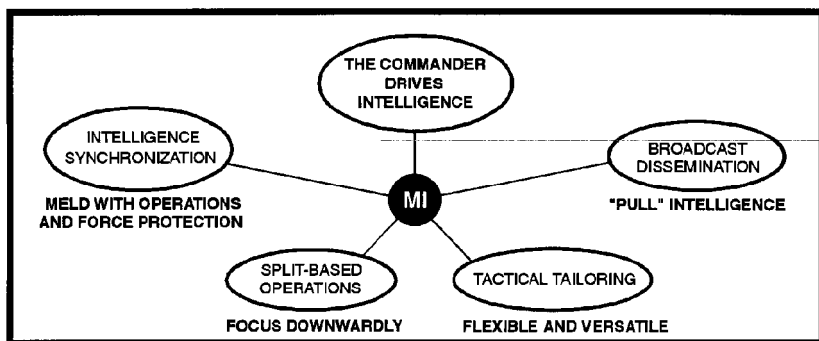 THE COMMANDER
DRIVES
INTELLIGENCE
INTELLIGENCE
SYNCHRONIZATION
MELD WITH OPERATIONS
AND FORCE PROTECTION
BROADCAST
DISSEMINATION
"PULL" INTELLIGENCE
MI
SPLIT-BASED
OPERATIONS
FOCUS DOWNWARDLY
TACTICAL TAILORING
FLEXIBLE AND VERSATILE